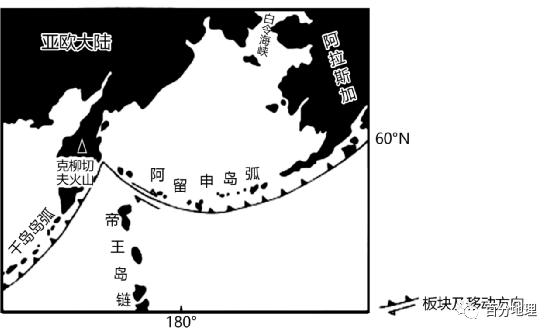 亚欧大陆
白令海峡
阿拉斯加
60°N
克柳切
夫火山
阿留申岛弧
千岛岛弧
帝王岛链
180°
板块及移动方向
百分地理